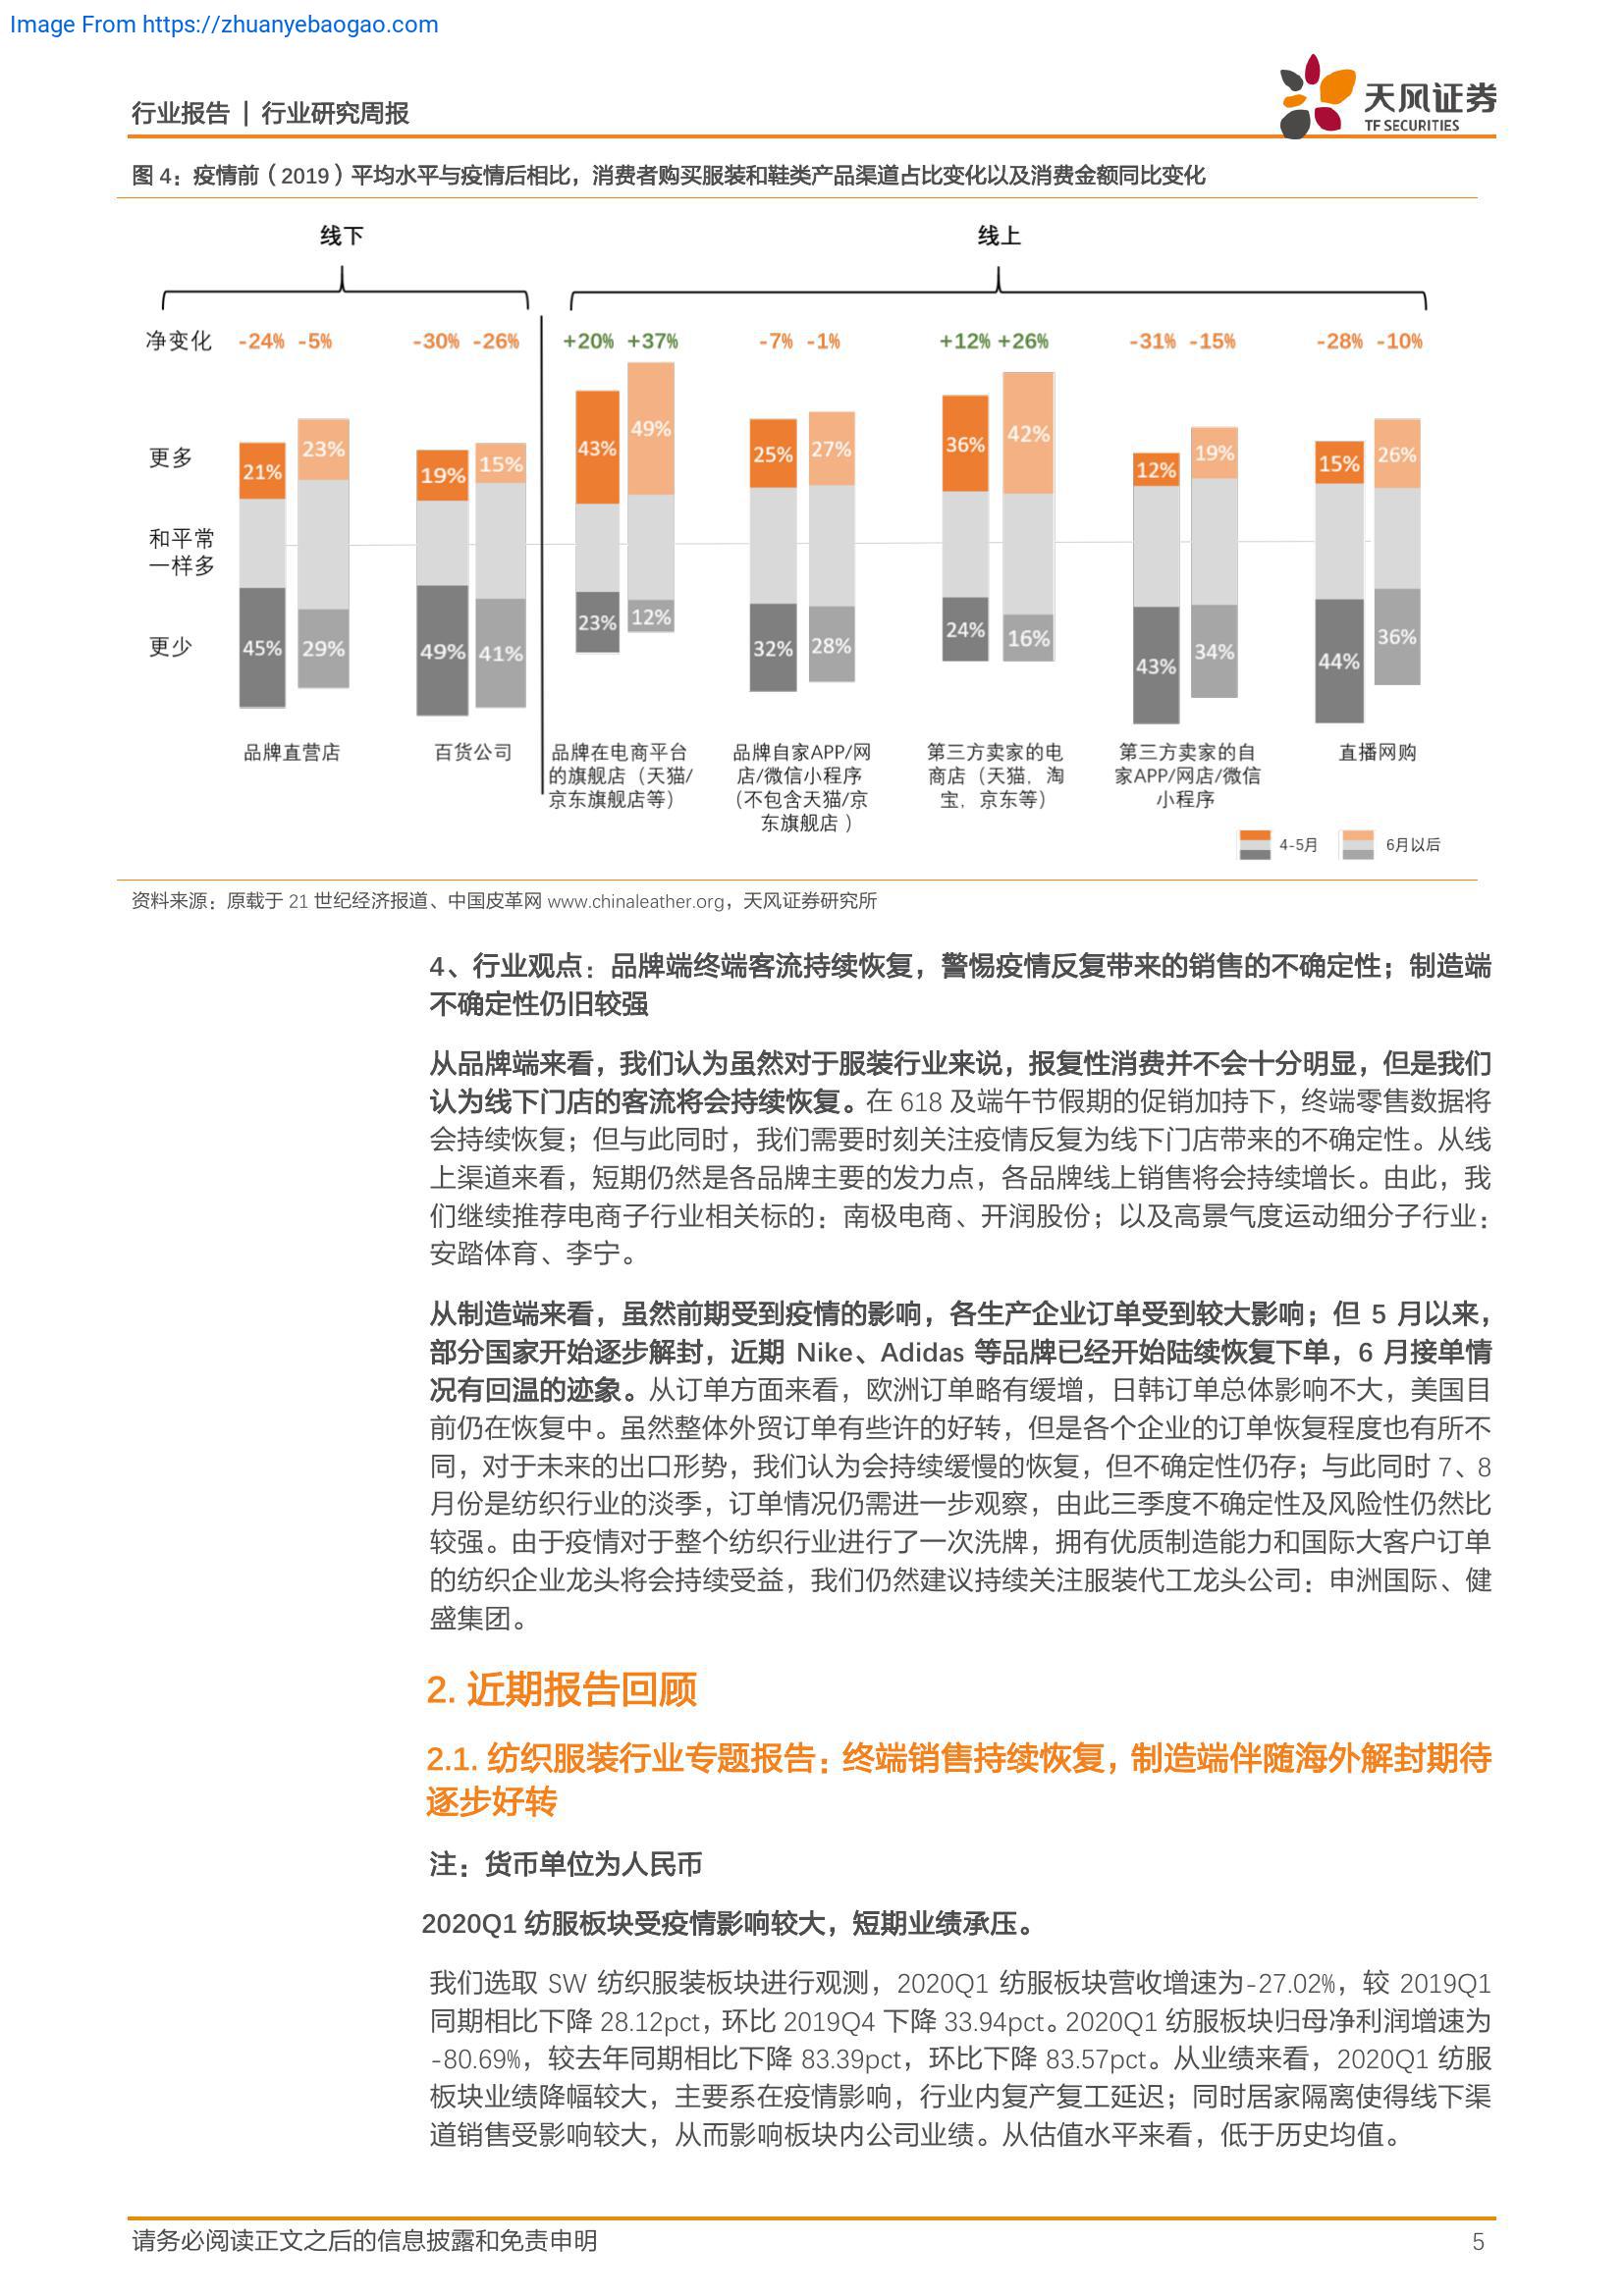 Image From https://zhuanyebaogao.com
行业报告 | 行业研究周报
天风证券
TF SECURITIES
图 4：疫情前（2019）平均水平与疫情后相比，消费者购买服装和鞋类产品渠道占比变化以及消费金额同比变化
线下
线上
净变化 -24% -5% -30% -26% +20% +37% -7% -1% +12% +26% -31% -15% -28% -10%
更多 21% 23% 19% 15% 43% 49% 25% 27% 36% 42% 12% 19% 15% 26%
和平常
一样多
更少 45% 29% 49% 41% 23% 12% 32% 28% 24% 16% 43% 34% 44% 36%
品牌直营店
百货公司
品牌在电商平台
的旗舰店（天猫/
京东旗舰店等）
品牌自家APP/网
店/微信小程序
（不包含天猫/京
东旗舰店 ）
第三方卖家的电
商店（天猫、淘
宝，京东等）
第三方卖家的自
家APP/网店/微信
小程序
直播网购
4-5月 6月以后
资料来源：原载于 21 世纪经济报道、中国皮革网 www.chinaleather.org，天风证券研究所
4、行业观点：品牌端终端客流持续恢复，警惕疫情反复带来的销售的不确定性；制造端
不确定性仍旧较强
从品牌端来看，我们认为虽然对于服装行业来说，报复性消费并不会十分明显，但是我们
认为线下门店的客流将会持续恢复。在 618 及端午节假期的促销加持下，终端零售数据将
会持续恢复；但与此同时，我们需要时刻关注疫情反复为线下门店带来的不确定性。从线
上渠道来看，短期仍然是各品牌主要的发力点，各品牌线上销售将会持续增长。由此，我
们继续推荐电商子行业相关标的：南极电商、开润股份；以及高景气度运动细分子行业：
安踏体育、李宁。
从制造端来看，虽然前期受到疫情的影响，各生产企业订单受到较大影响；但 5 月以来，
部分国家开始逐步解封，近期 Nike、Adidas 等品牌已经开始陆续恢复下单，6 月接单情
况有回温的迹象。从订单方面来看，欧洲订单略有缓增，日韩订单总体影响不大，美国目
前仍在恢复中。虽然整体外贸订单有些许的好转，但是各个企业的订单恢复程度也有所不
同，对于未来的出口形势，我们认为会持续缓慢的恢复，但不确定性仍存；与此同时 7、8
月份是纺织行业的淡季，订单情况仍需进一步观察，由此三季度不确定性及风险性仍然比
较强。由于疫情对于整个纺织行业进行了一次洗牌，拥有优质制造能力和国际大客户订单
的纺织企业龙头将会持续受益，我们仍然建议持续关注服装代工龙头公司：申洲国际、健
盛集团。
2. 近期报告回顾
2.1. 纺织服装行业专题报告：终端销售持续恢复，制造端伴随海外解封期待
逐步好转
注：货币单位为人民币
2020Q1 纺服板块受疫情影响较大，短期业绩承压。
我们选取 SW 纺织服装板块进行观测，2020Q1 纺服板块营收增速为-27.02%，较 2019Q1
同期相比下降 28.12pct，环比 2019Q4 下降 33.94pct。2020Q1 纺服板块归母净利润增速为
-80.69%，较去年同期相比下降 83.39pct，环比下降 83.57pct。从业绩来看，2020Q1 纺服
板块业绩降幅较大，主要系在疫情影响，行业内复产复工延迟；同时居家隔离使得线下渠
道销售受影响较大，从而影响板块内公司业绩。从估值水平来看，低于历史均值。
请务必阅读正文之后的信息披露和免责申明 5